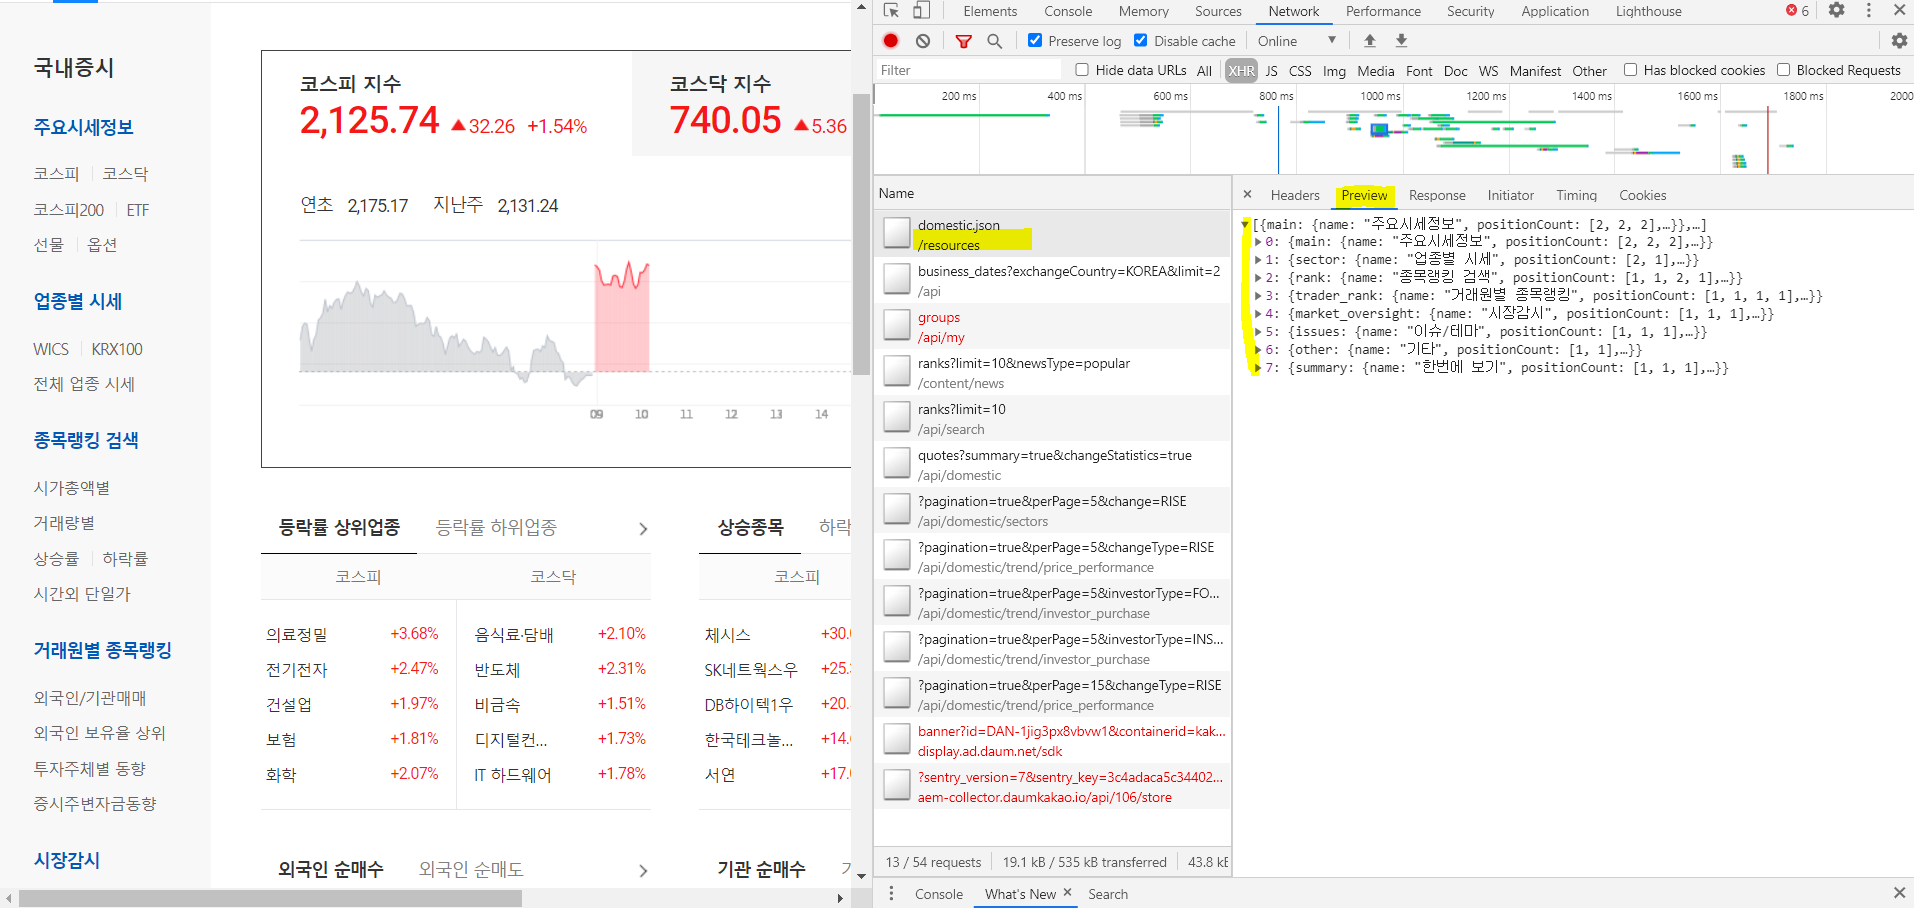 국내증시
주요시세정보
코스피 코스닥
코스피200 ETF
선물 옵션
업종별 시세
WICS KRX100
전체 업종 시세
종목랭킹 검색
시가총액별
거래량별
상승률 하락률
시간외 단일가
거래원별 종목랭킹
외국인/기관매매
외국인 보유율 상위
투자주체별 동향
증시주변자금동향
시장감시
코스피 지수
2,125.74 ▲32.26 +1.54%
코스닥 지수
740.05 ▲5.36
연초 2,175.17 지난주 2,131.24
09 10 11 12 13 14
등락률 상위업종 등락률 하위업종
코스피 코스닥
의료정밀 +3.68% 음식료·담배 +2.10%
전기전자 +2.47% 반도체 +2.31%
건설업 +1.97% 비금속 +1.51%
보험 +1.81% 디지털컨... +1.73%
화학 +2.07% IT 하드웨어 +1.78%
상승종목 하락
코스피
체시스 +30.
SK네트웍스우 +25.
DB하이텍1우 +20.
한국테크놀... +14.
서연 +17.
외국인 순매수 외국인 순매도
기관 순매수
Elements Console Memory Sources Network Performance Security Application Lighthouse 6
Preserve log Disable cache Online
Filter Hide data URLs All XHR JS CSS Img Media Font Doc WS Manifest Other Has blocked cookies Blocked Requests
200 ms 400 ms 600 ms 800 ms 1000 ms 1200 ms 1400 ms 1600 ms 1800 ms 2000
Name
domestic.json
/resources
business_dates?exchangeCountry=KOREA&limit=2
/api
groups
/api/my
ranks?limit=10&newsType=popular
/content/news
ranks?limit=10
/api/search
quotes?summary=true&changeStatistics=true
/api/domestic
?pagination=true&perPage=5&change=RISE
/api/domestic/sectors
?pagination=true&perPage=5&changeType=RISE
/api/domestic/trend/price_performance
?pagination=true&perPage=5&investorType=FO...
/api/domestic/trend/investor_purchase
?pagination=true&perPage=5&investorType=INS...
/api/domestic/trend/investor_purchase
?pagination=true&perPage=15&changeType=RISE
/api/domestic/trend/price_performance
banner?id=DAN-1jig3px8vbvw1&containerid=kak...
display.ad.daum.net/sdk
?sentry_version=7&sentry_key=3c4adaca5c34402...
aem-collector.daumkakao.io/api/106/store
13 / 54 requests 19.1 kB / 535 kB transferred 43.8 kB
× Headers Preview Response Initiator Timing Cookies
▼[{main: {name: "주요시세정보", positionCount: [2, 2, 2],…}},…]
▶0: {main: {name: "주요시세정보", positionCount: [2, 2, 2],…}}
▶1: {sector: {name: "업종별 시세", positionCount: [2, 1],…}}
▶2: {rank: {name: "종목랭킹 검색", positionCount: [1, 1, 2, 1],…}}
▶3: {trader_rank: {name: "거래원별 종목랭킹", positionCount: [1, 1, 1, 1],…}}
▶4: {market_oversight: {name: "시장감시", positionCount: [1, 1, 1],…}}
▶5: {issues: {name: "이슈/테마", positionCount: [1, 1, 1],…}}
▶6: {other: {name: "기타", positionCount: [1, 1],…}}
▶7: {summary: {name: "한번에 보기", positionCount: [1, 1, 1],…}}
Console What's New × Search